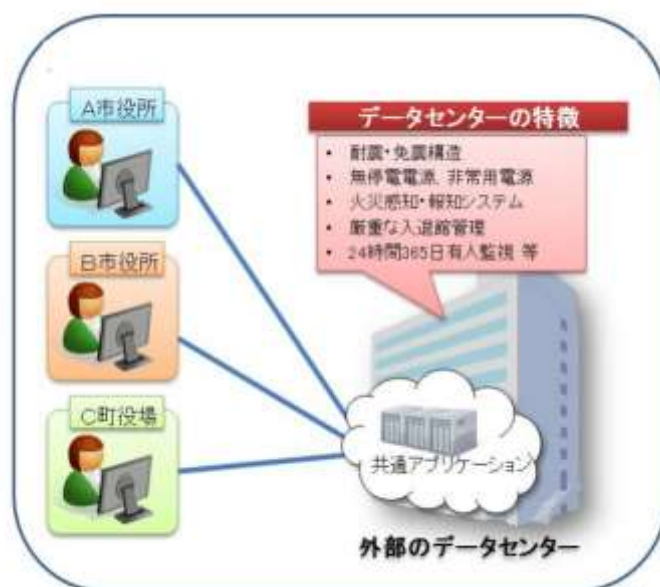 A市役所
データセンターの特徴
• 耐震・免震構造
• 無停電電源、非常用電源
• 火災感知・報知システム
• 厳重な入退館管理
• 24時間365日有人監視 等
B市役所
C町役場
共通アプリケーション
外部のデータセンター